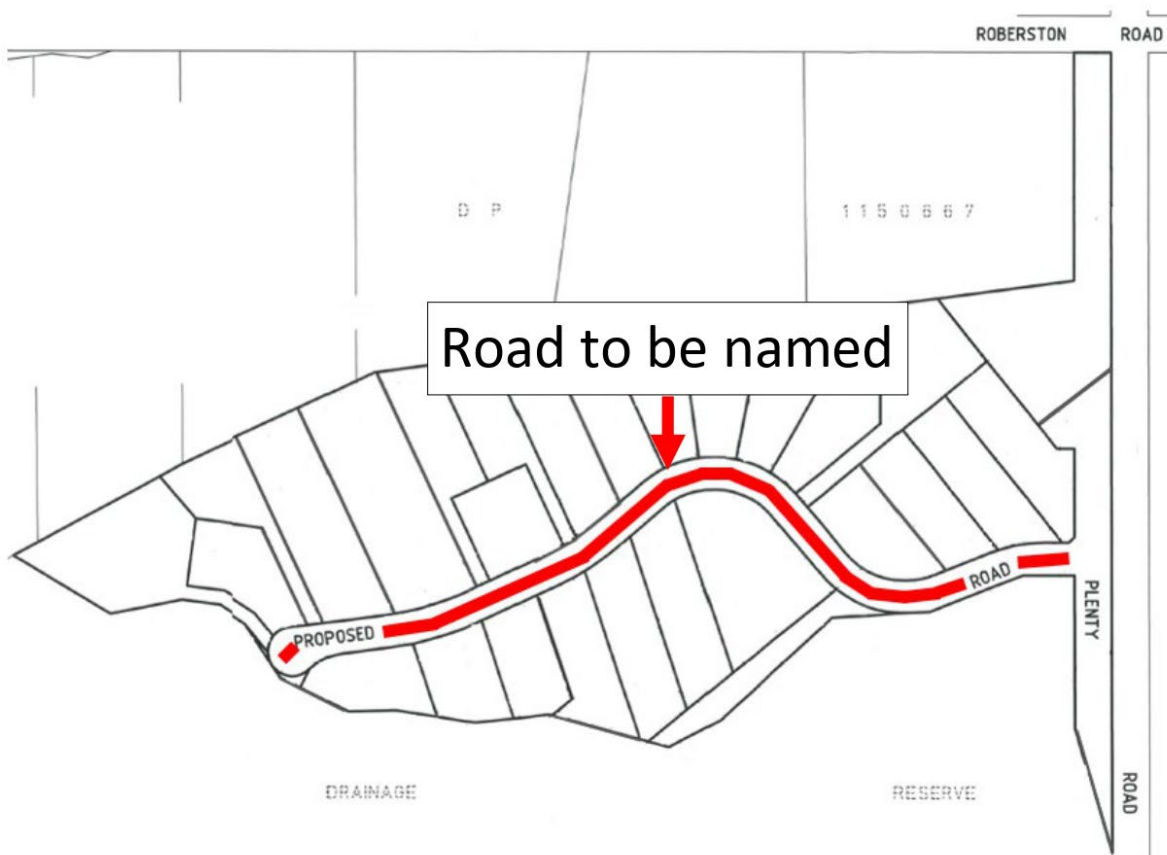 ROBERSTON ROAD
D P 1150667
Road to be named
PROPOSED ROAD
PLENTY ROAD
DRAINAGE RESERVE